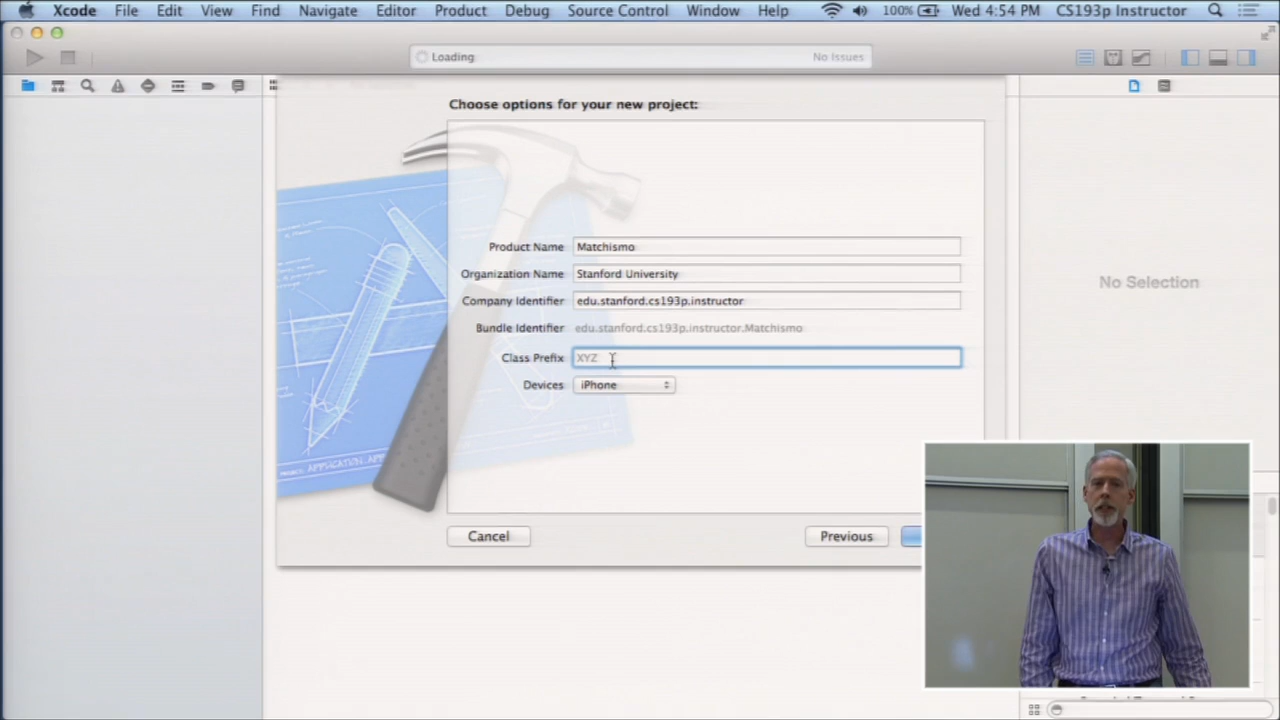 Xcode File Edit View Find Navigate Editor Product Debug Source Control Window Help 100% Wed 4:54 PM CS193p Instructor
Loading No Issues
Choose options for your new project:
Product Name Matchismo
Organization Name Stanford University
Company Identifier edu.stanford.cs193p.instructor
Bundle Identifier edu.stanford.cs193p.instructor.Matchismo
Class Prefix XYZ
Devices iPhone
Cancel Previous
No Selection